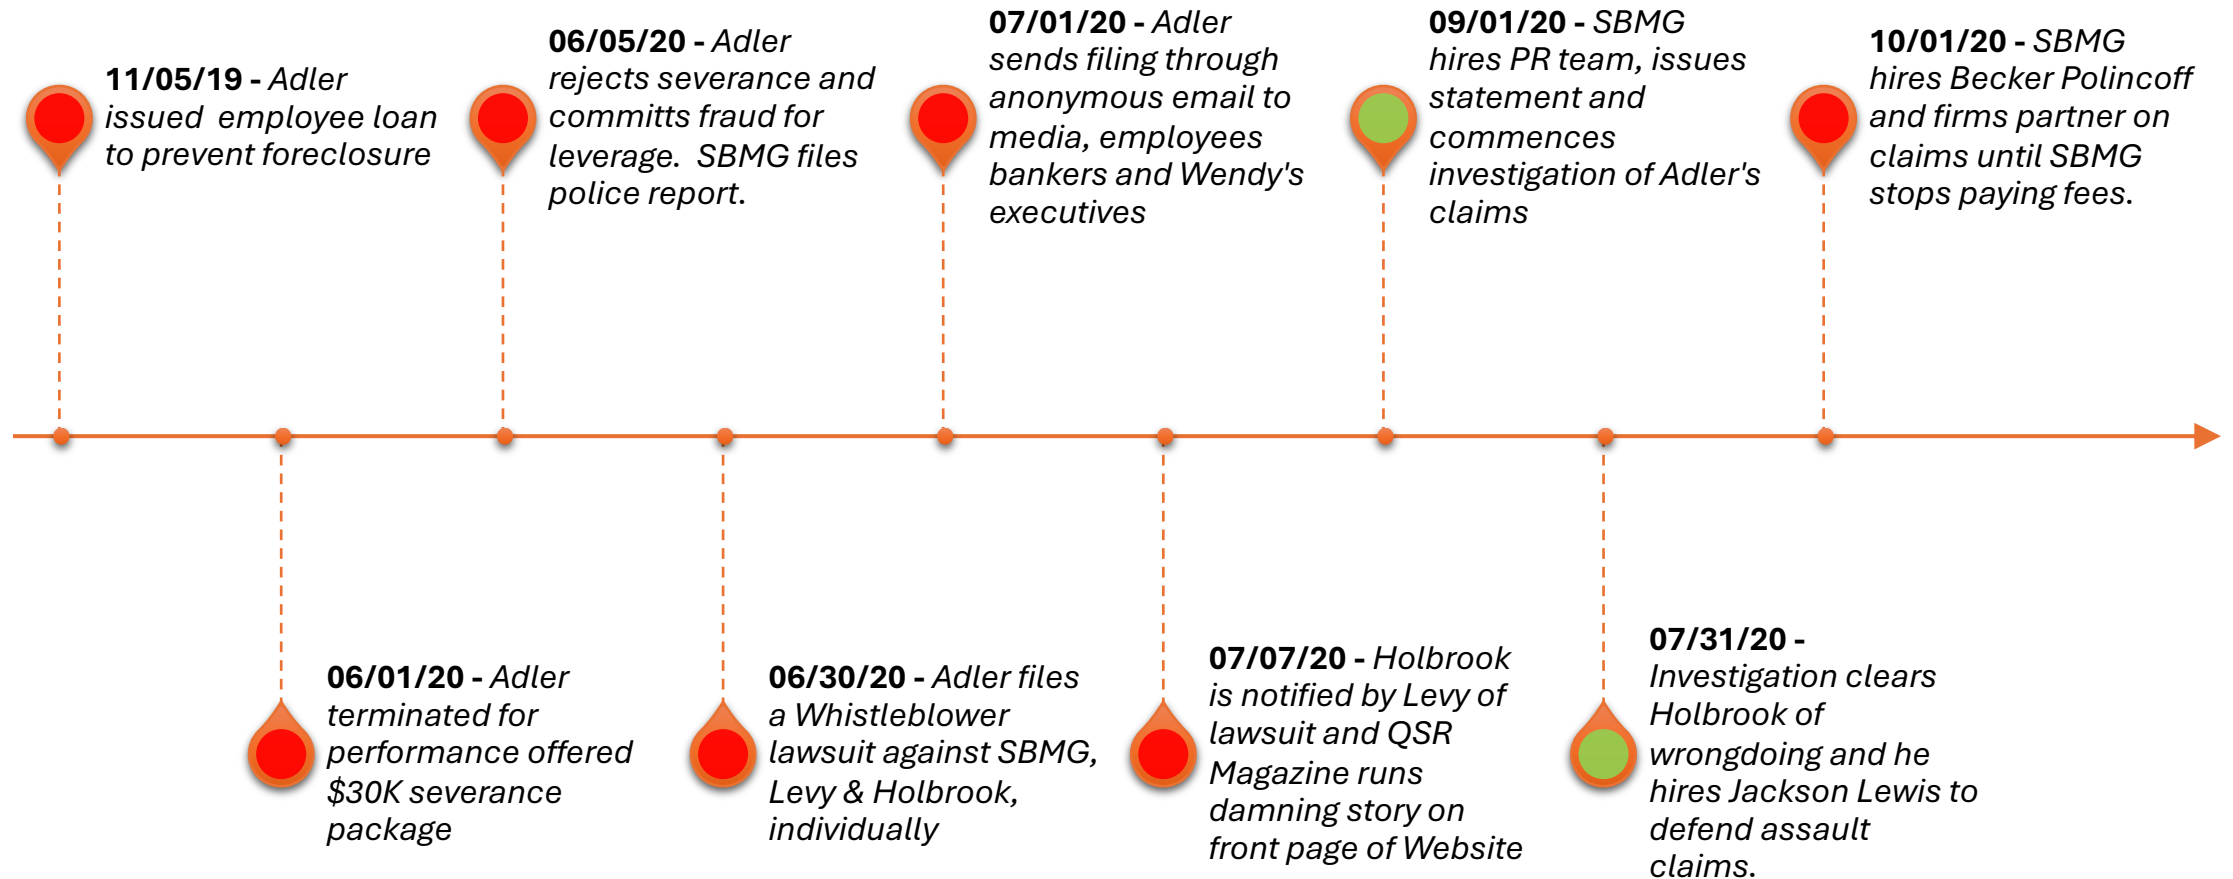 11/05/19 - Adler
issued  employee loan
to prevent foreclosure
06/01/20 - Adler
terminated for
performance offered
$30K severance
package
06/05/20 - Adler
rejects severance and
committs fraud for
leverage.  SBMG files
police report.
06/30/20 - Adler files
a Whistleblower
lawsuit against SBMG,
Levy & Holbrook,
individually
07/01/20 - Adler
sends filing through
anonymous email to
media, employees
bankers and Wendy's
executives
07/07/20 - Holbrook
is notified by Levy of
lawsuit and QSR
Magazine runs
damning story on
front page of Website
09/01/20 - SBMG
hires PR team, issues
statement and
commences
investigation of Adler's
claims
07/31/20 -
Investigation clears
Holbrook of
wrongdoing and he
hires Jackson Lewis to
defend assault
claims.
10/01/20 - SBMG
hires Becker Polincoff
and firms partner on
claims until SBMG
stops paying fees.